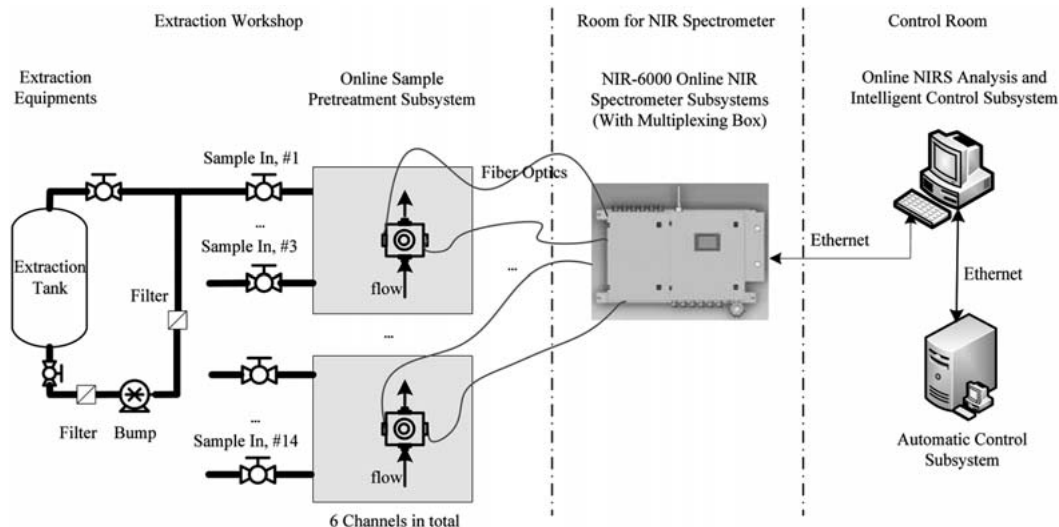 Extraction Workshop
Room for NIR Spectrometer
Control Room
Extraction
Equipments
Online Sample
Pretreatment Subsystem
NIR-6000 Online NIR
Spectrometer Subsystems
(With Multiplexing Box)
Online NIRS Analysis and
Intelligent Control Subsystem
Sample In, #1
Fiber Optics
...
Sample In, #3
Extraction
Tank
Filter
flow
...
Ethernet
Ethernet
...
Filter
Bump
...
Sample In, #14
flow
Automatic Control
Subsystem
6 Channels in total